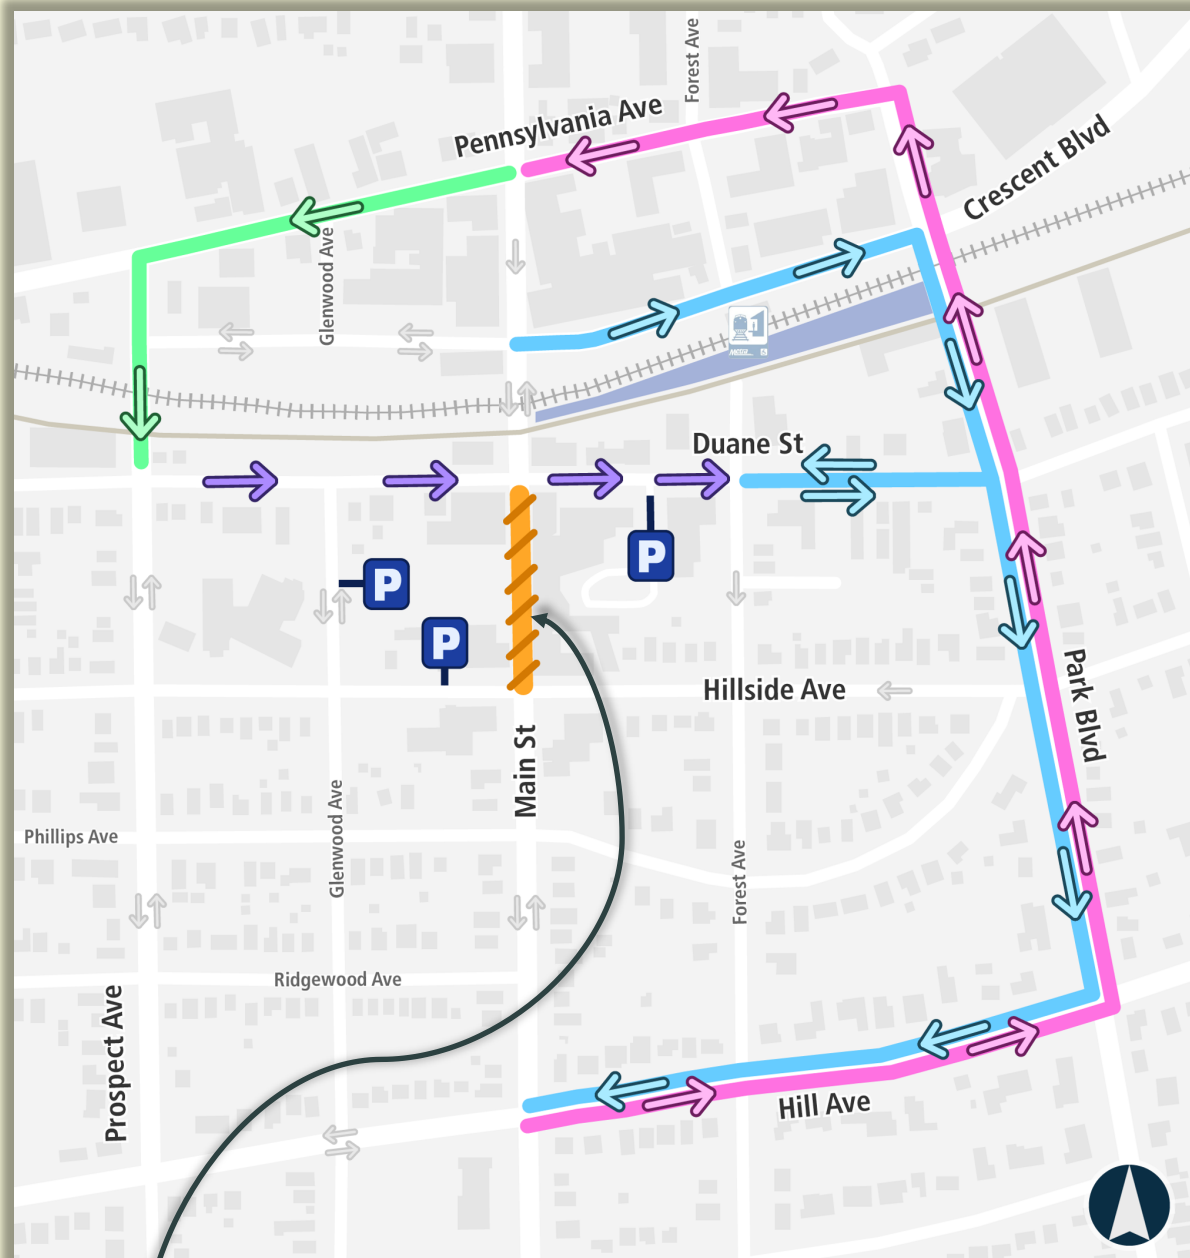 Forest Ave
Pennsylvania Ave
Crescent Blvd
Glenwood Ave
Duane St
P
P
P
Hillside Ave
Park Blvd
Main St
Phillips Ave
Glenwood Ave
Forest Ave
Ridgewood Ave
Prospect Ave
Hill Ave